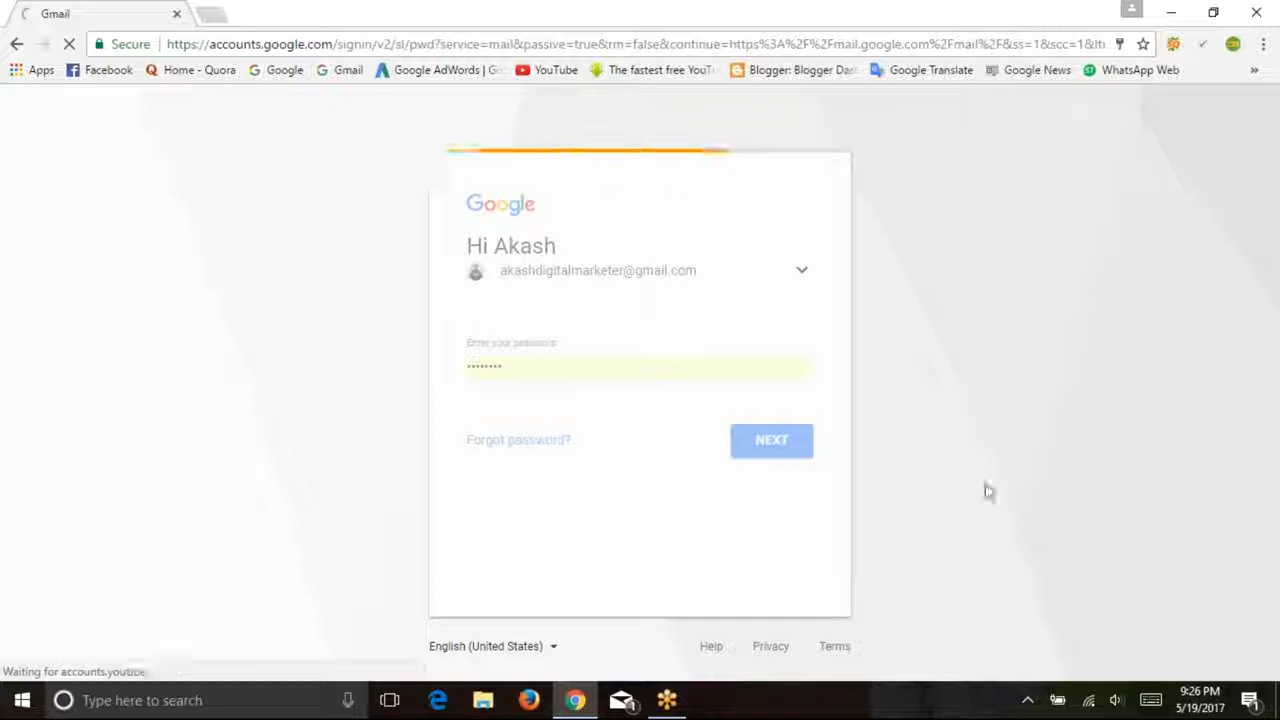 Gmail
Secure https://accounts.google.com/signin/v2/sl/pwd?service=mail&passive=true&rm=false&continue=https%3A%2F%2Fmail.google.com%2Fmail%2F&ss=1&scc=1&lt
Apps Facebook Home - Quora Google Gmail Google AdWords | G YouTube The fastest free YouT Blogger: Blogger Das Google Translate Google News WhatsApp Web »
Google
Hi Akash
akashdigitalmarketer@gmail.com
Enter your password
••••••••
Forgot password? NEXT
English (United States) Help Privacy Terms
Waiting for accounts.youtube
Type here to search
9:26 PM
5/19/2017